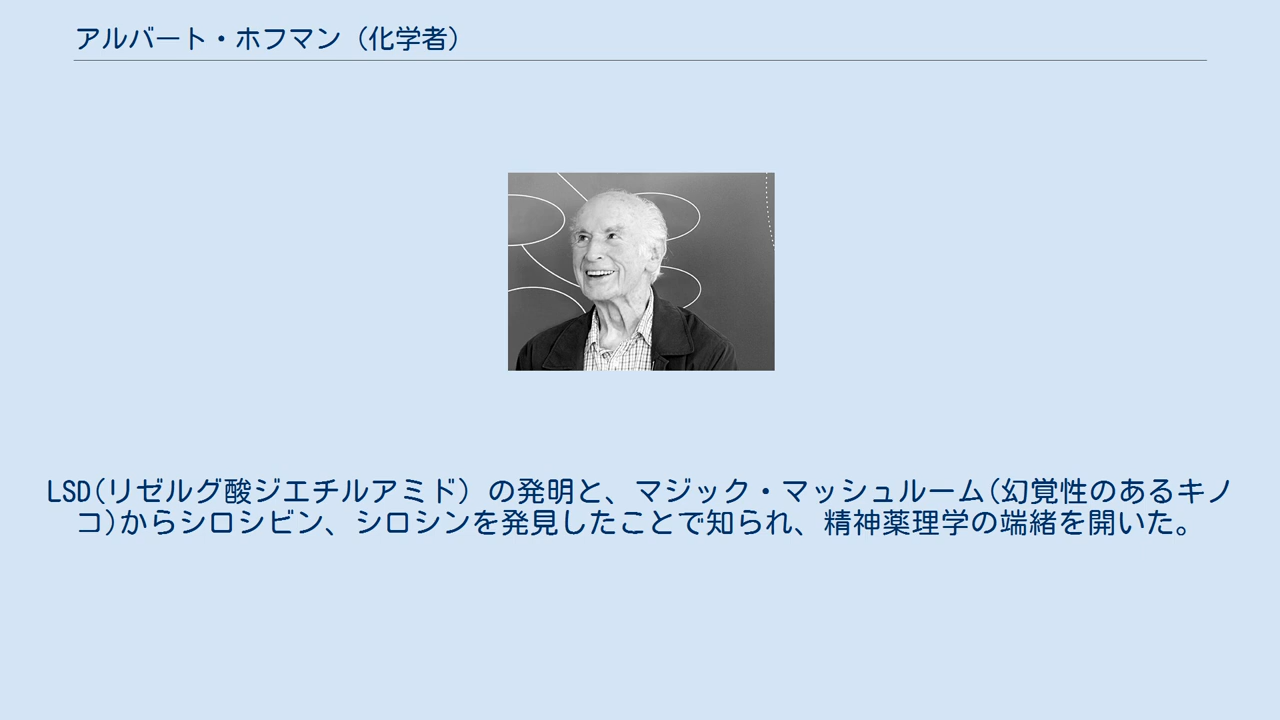 アルバート・ホフマン（化学者）
LSD(リゼルグ酸ジエチルアミド）の発明と、マジック・マッシュルーム(幻覚性のあるキノ
コ)からシロシビン、シロシンを発見したことで知られ、精神薬理学の端緒を開いた。